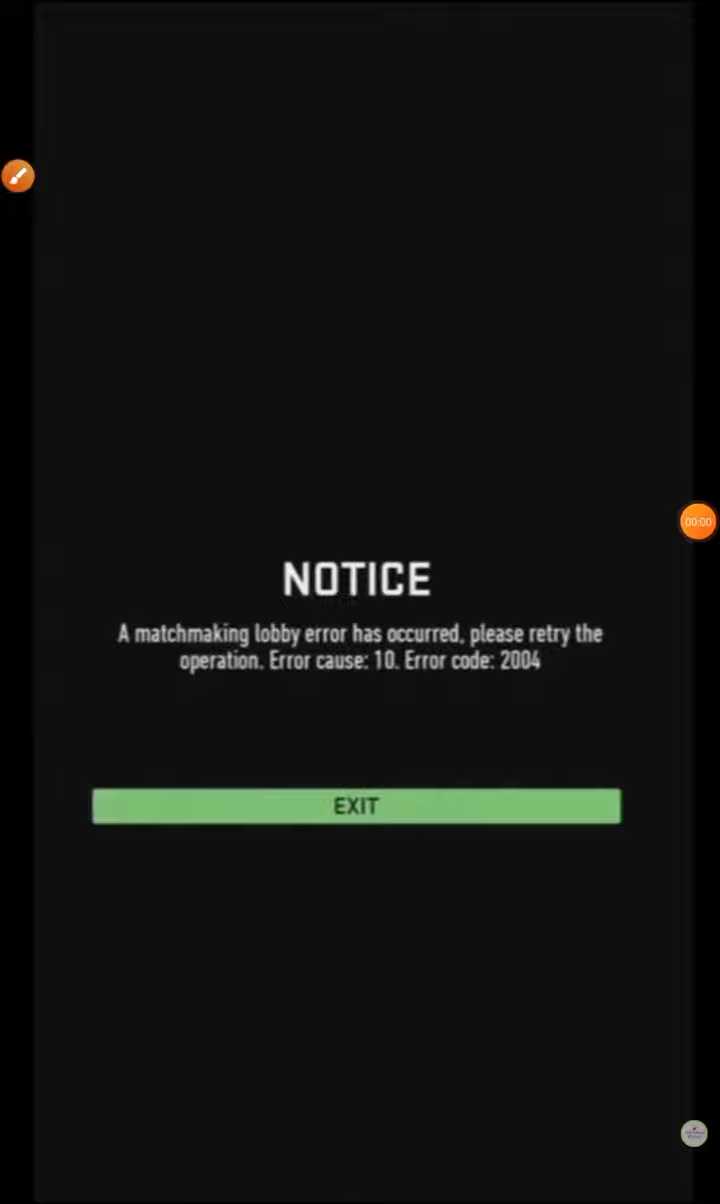 00:00
NOTICE
A matchmaking lobby error has occurred, please retry the
operation. Error cause: 10. Error code: 2004
EXIT